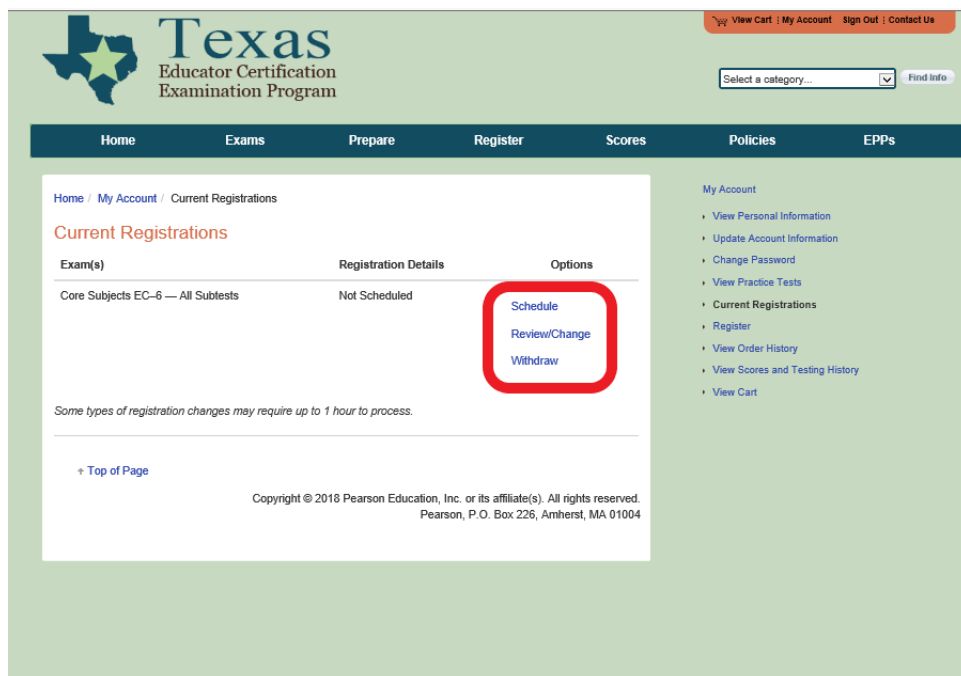 View Cart | My Account Sign Out | Contact Us
Texas
Educator Certification
Examination Program
Select a category...
Find Info
Home Exams Prepare Register Scores Policies EPPs
Home / My Account / Current Registrations
Current Registrations
Exam(s) Registration Details Options
Core Subjects EC–6 — All Subtests Not Scheduled
Schedule
Review/Change
Withdraw
Some types of registration changes may require up to 1 hour to process.
Top of Page
Copyright © 2018 Pearson Education, Inc. or its affiliate(s). All rights reserved.
Pearson, P.O. Box 226, Amherst, MA 01004
My Account
View Personal Information
Update Account Information
Change Password
View Practice Tests
Current Registrations
Register
View Order History
View Scores and Testing History
View Cart